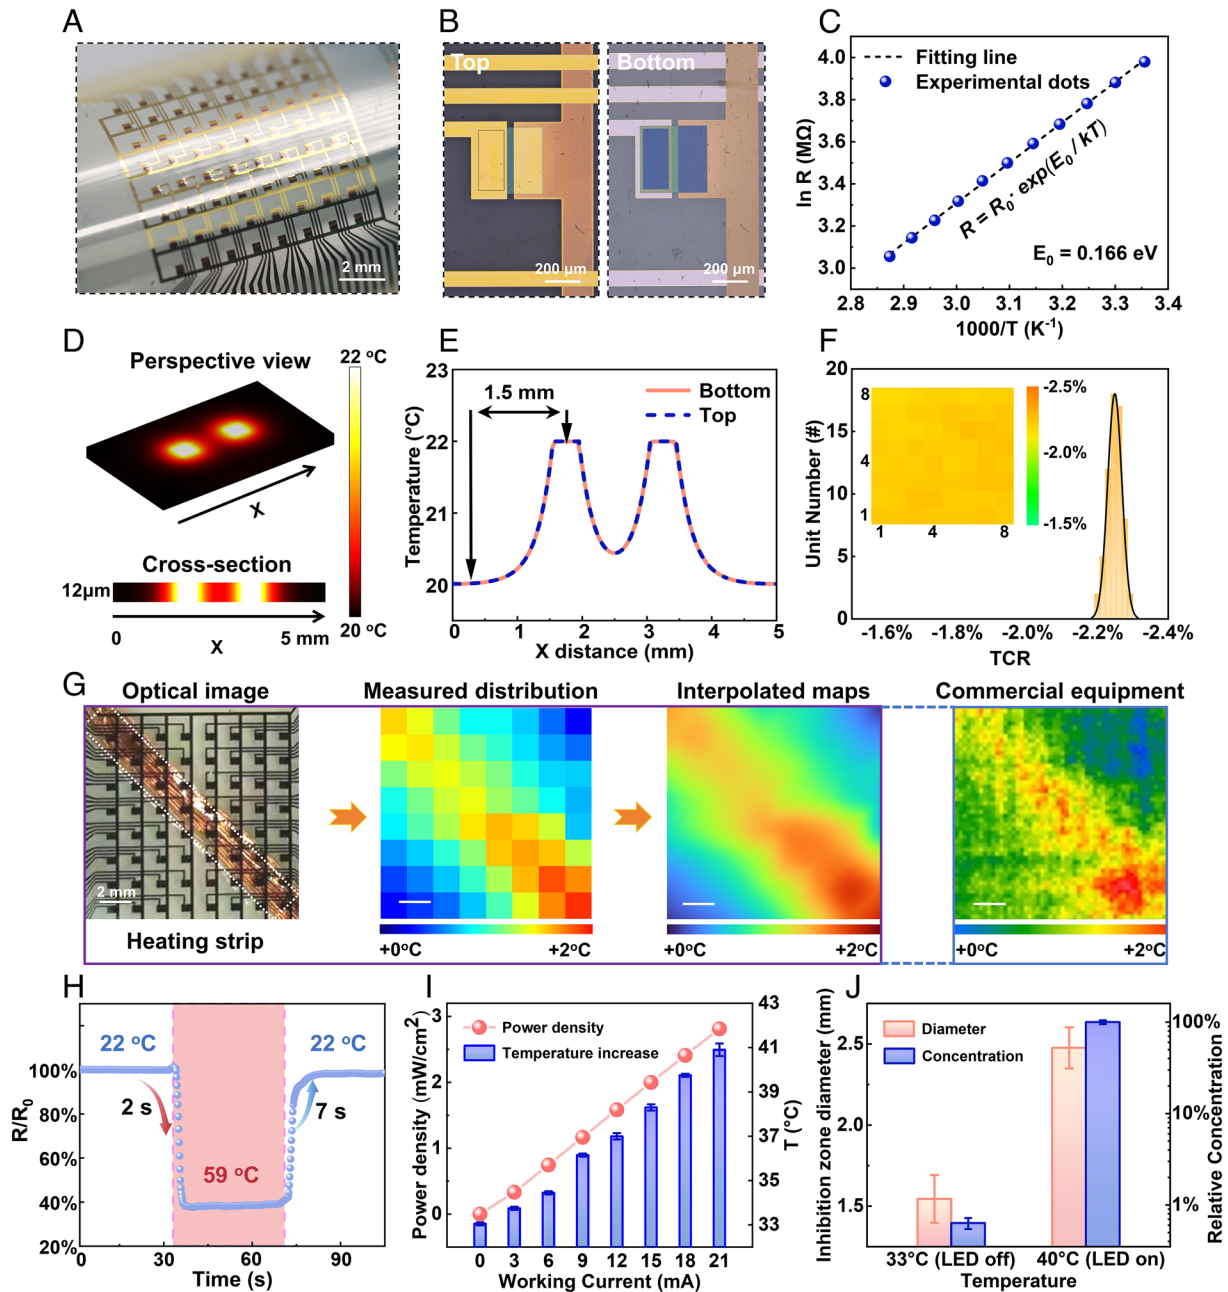 A
2 mm
B
Top
Bottom
200 µm
200 µm
C
Fitting line
Experimental dots
R = R₀· exp(E₀ / kT)
E₀ = 0.166 eV
ln R (MΩ)
4.0
3.8
3.6
3.4
3.2
3.0
2.8 2.9 3.0 3.1 3.2 3.3 3.4
1000/T (K⁻¹)
D
Perspective view
22 °C
X
Cross-section
12µm
0 X 5 mm
20 °C
E
Bottom
Top
1.5 mm
Temperature (°C)
23
22
21
20
0 1 2 3 4 5
X distance (mm)
F
Unit Number (#)
20
15
10
5
0
8
4
1
1 4 8
-2.5%
-2.0%
-1.5%
-1.6% -1.8% -2.0% -2.2% -2.4%
TCR
G
Optical image
Measured distribution
Interpolated maps
Commercial equipment
2 mm
Heating strip
+0°C +2°C
+0°C +2°C
+0°C +2°C
H
22 °C
22 °C
2 s
7 s
59 °C
R/R₀
100%
80%
60%
40%
20%
0 30 60 90
Time (s)
I
Power density
Temperature increase
Power density (mW/cm²)
3
2
1
0
0 3 6 9 12 15 18 21
Working Current (mA)
43
41
39
37
35
33
T (°C)
J
Diameter
Concentration
Inhibition zone diameter (mm)
2.5
2.0
1.5
33°C (LED off) 40°C (LED on)
Temperature
100%
10%
1%
Relative Concentration